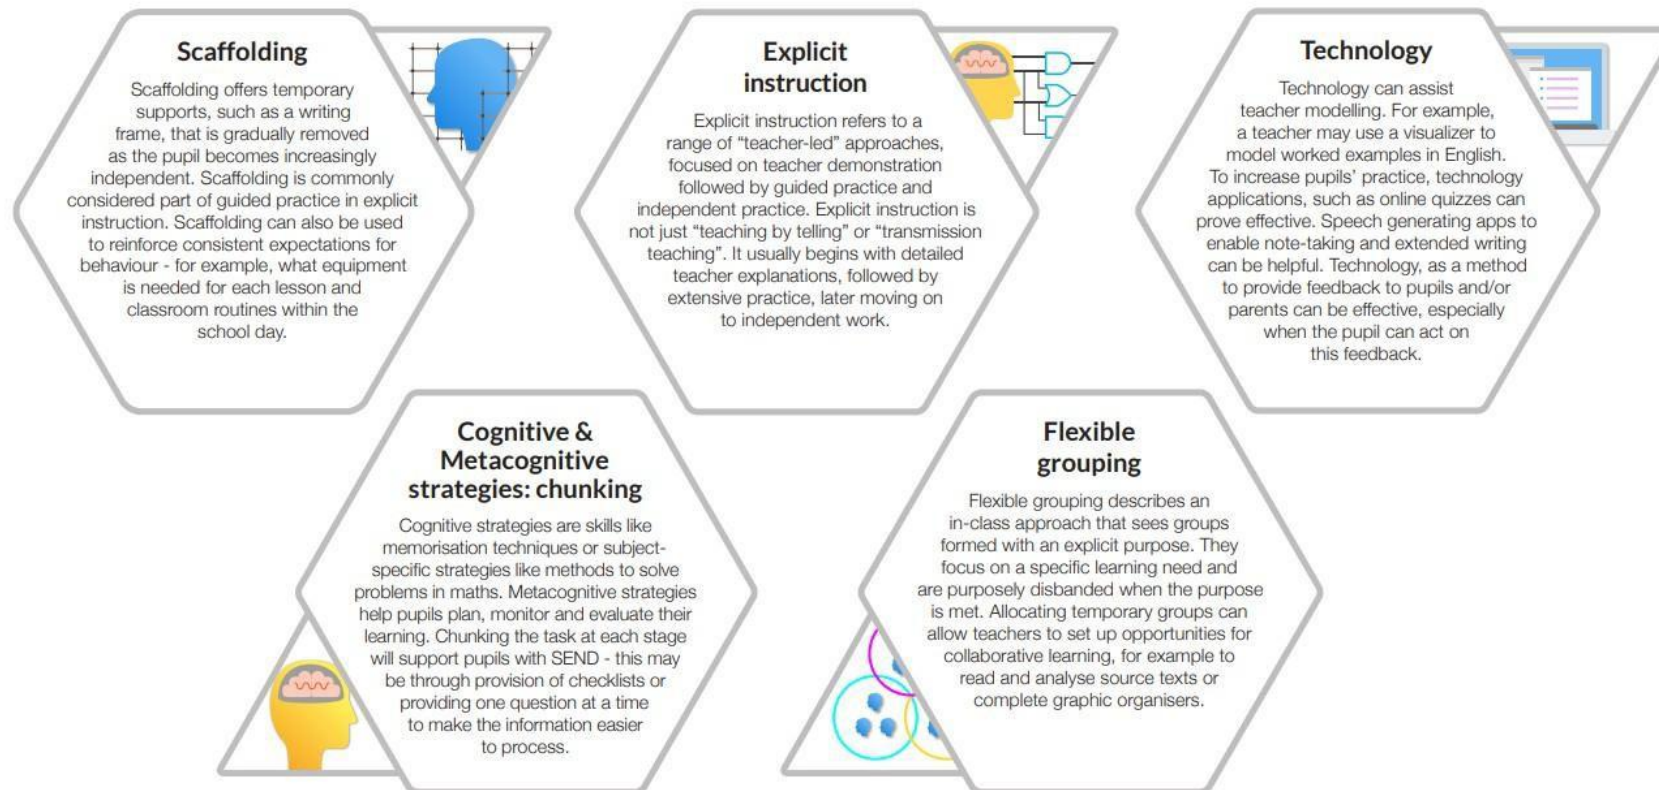 Scaffolding
Scaffolding offers temporary
supports, such as a writing
frame, that is gradually removed
as the pupil becomes increasingly
independent. Scaffolding is commonly
considered part of guided practice in explicit
instruction. Scaffolding can also be used
to reinforce consistent expectations for
behaviour - for example, what equipment
is needed for each lesson and
classroom routines within the
school day.
Explicit
instruction
Explicit instruction refers to a
range of “teacher-led” approaches,
focused on teacher demonstration
followed by guided practice and
independent practice. Explicit instruction is
not just “teaching by telling” or “transmission
teaching”. It usually begins with detailed
teacher explanations, followed by
extensive practice, later moving on
to independent work.
Technology
Technology can assist
teacher modelling. For example,
a teacher may use a visualizer to
model worked examples in English.
To increase pupils’ practice, technology
applications, such as online quizzes can
prove effective. Speech generating apps to
enable note-taking and extended writing
can be helpful. Technology, as a method
to provide feedback to pupils and/or
parents can be effective, especially
when the pupil can act on
this feedback.
Cognitive &
Metacognitive
strategies: chunking
Cognitive strategies are skills like
memorisation techniques or subject-
specific strategies like methods to solve
problems in maths. Metacognitive strategies
help pupils plan, monitor and evaluate their
learning. Chunking the task at each stage
will support pupils with SEND - this may
be through provision of checklists or
providing one question at a time
to make the information easier
to process.
Flexible
grouping
Flexible grouping describes an
in-class approach that sees groups
formed with an explicit purpose. They
focus on a specific learning need and
are purposely disbanded when the purpose
is met. Allocating temporary groups can
allow teachers to set up opportunities for
collaborative learning, for example to
read and analyse source texts or
complete graphic organisers.